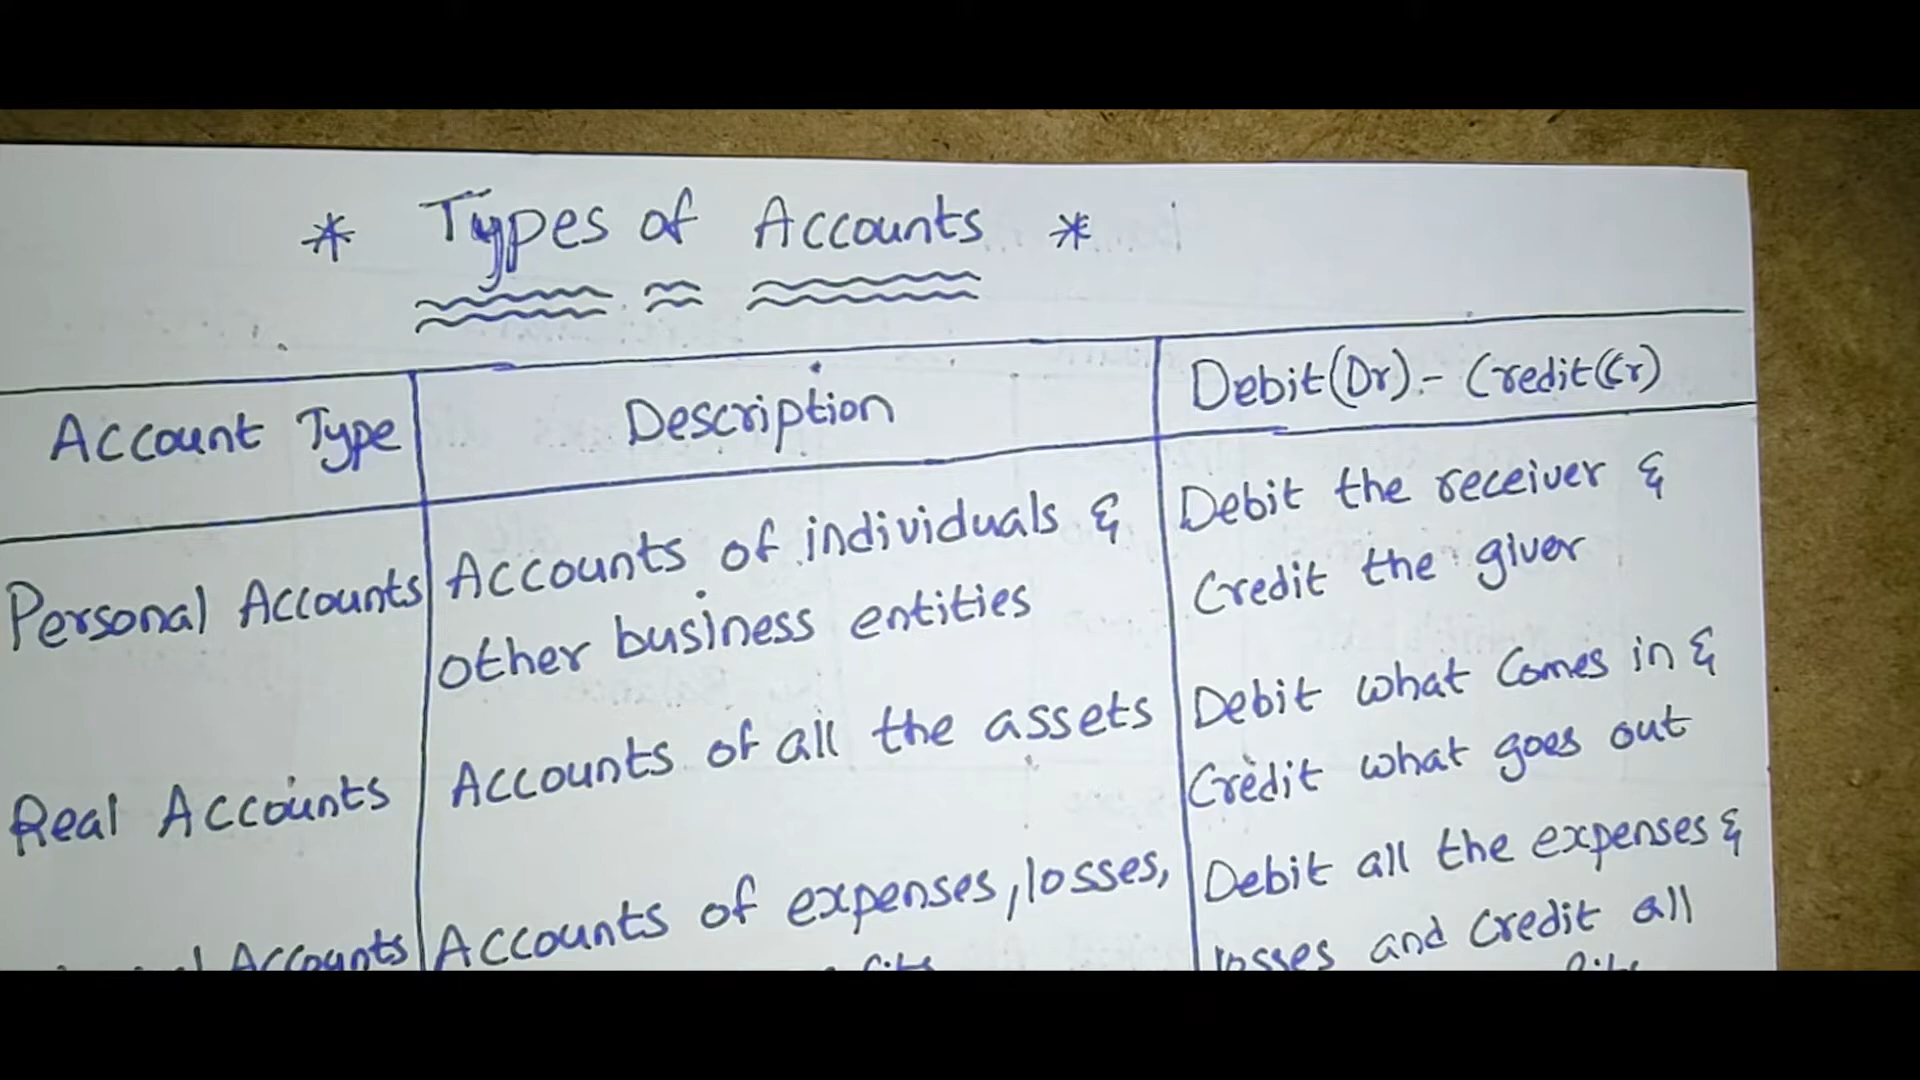 * Types of Accounts *
Account Type Description Debit(Dr) - Credit(Cr)
Personal Accounts Accounts of individuals & Debit the receiver &
other business entities Credit the giver
Real Accounts Accounts of all the assets Debit what Comes in &
Credit what goes out
Accounts Accounts of expenses, losses, Debit all the expenses &
losses and credit all